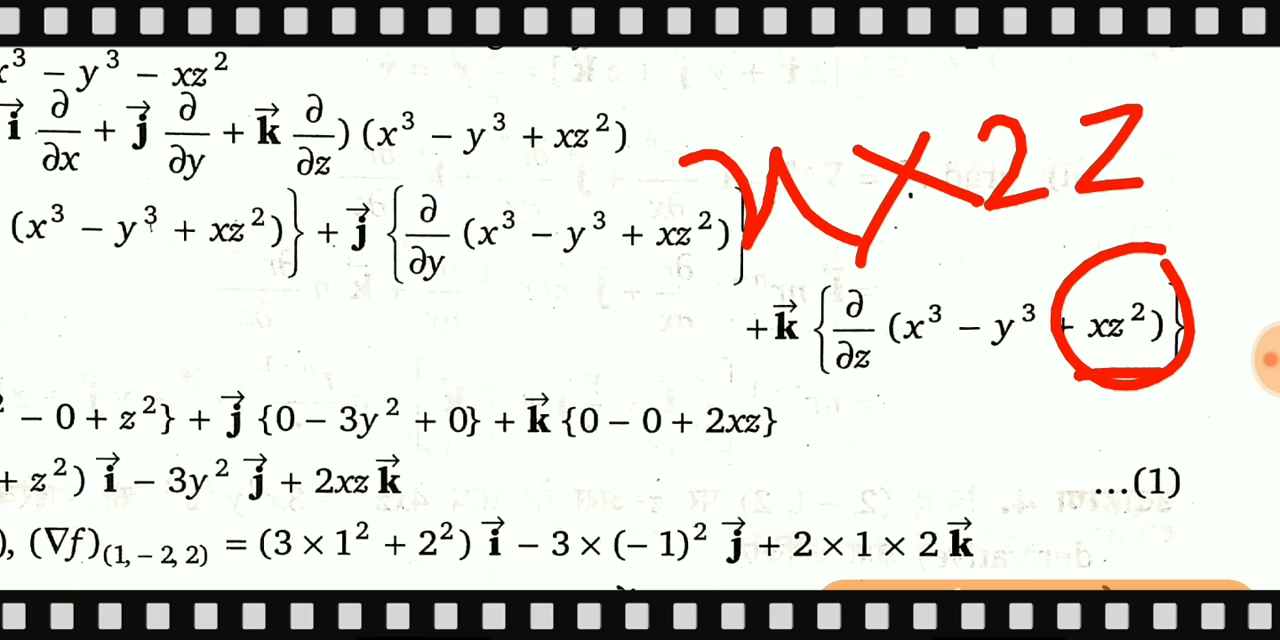 x³ − y³ − xz²
i⃗ ∂/∂x + j⃗ ∂/∂y + k⃗ ∂/∂z ) (x³ − y³ + xz²)
x × 2 z
(x³ − y³ + xz²)} + j⃗ {∂/∂y (x³ − y³ + xz²)}
+ k⃗ {∂/∂z (x³ − y³ + xz²)}
² − 0 + z²} + j⃗ {0 − 3y² + 0} + k⃗ {0 − 0 + 2xz}
+ z²) i⃗ − 3y² j⃗ + 2xz k⃗ ...(1)
), (∇f)₍₁, ₋ ₂, ₂₎ = (3 × 1² + 2²) i⃗ − 3 × (− 1)² j⃗ + 2 × 1 × 2 k⃗